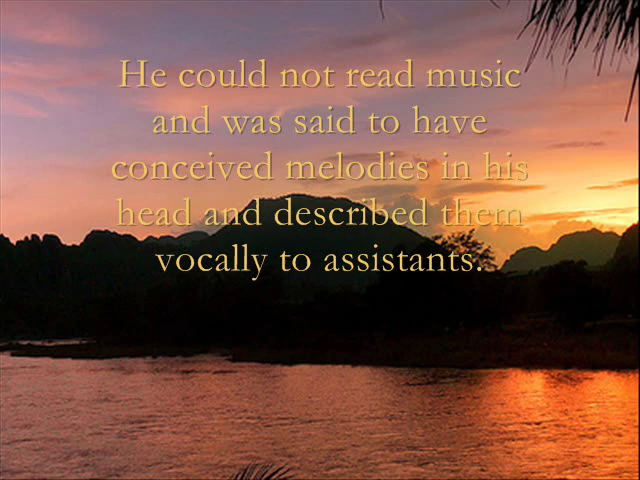 He could not read music
and was said to have
conceived melodies in his
head and described them
vocally to assistants.